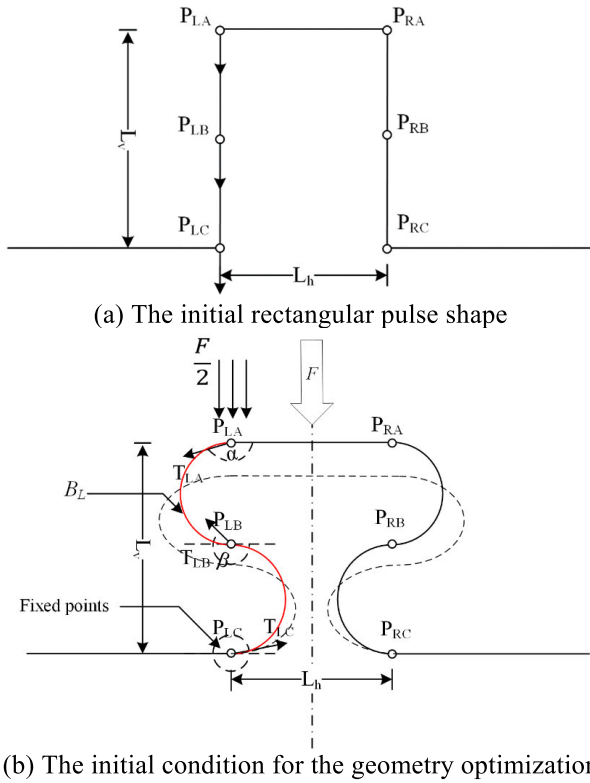 P_LA P_RA
L_v P_LB P_RB
P_LC P_RC
L_h
(a) The initial rectangular pulse shape
F/2 F
P_LA P_RA
α
T_LA
B_L P_LB P_RB
L_v T_LB β
Fixed points
P_LC T_LC P_RC
L_h
(b) The initial condition for the geometry optimization